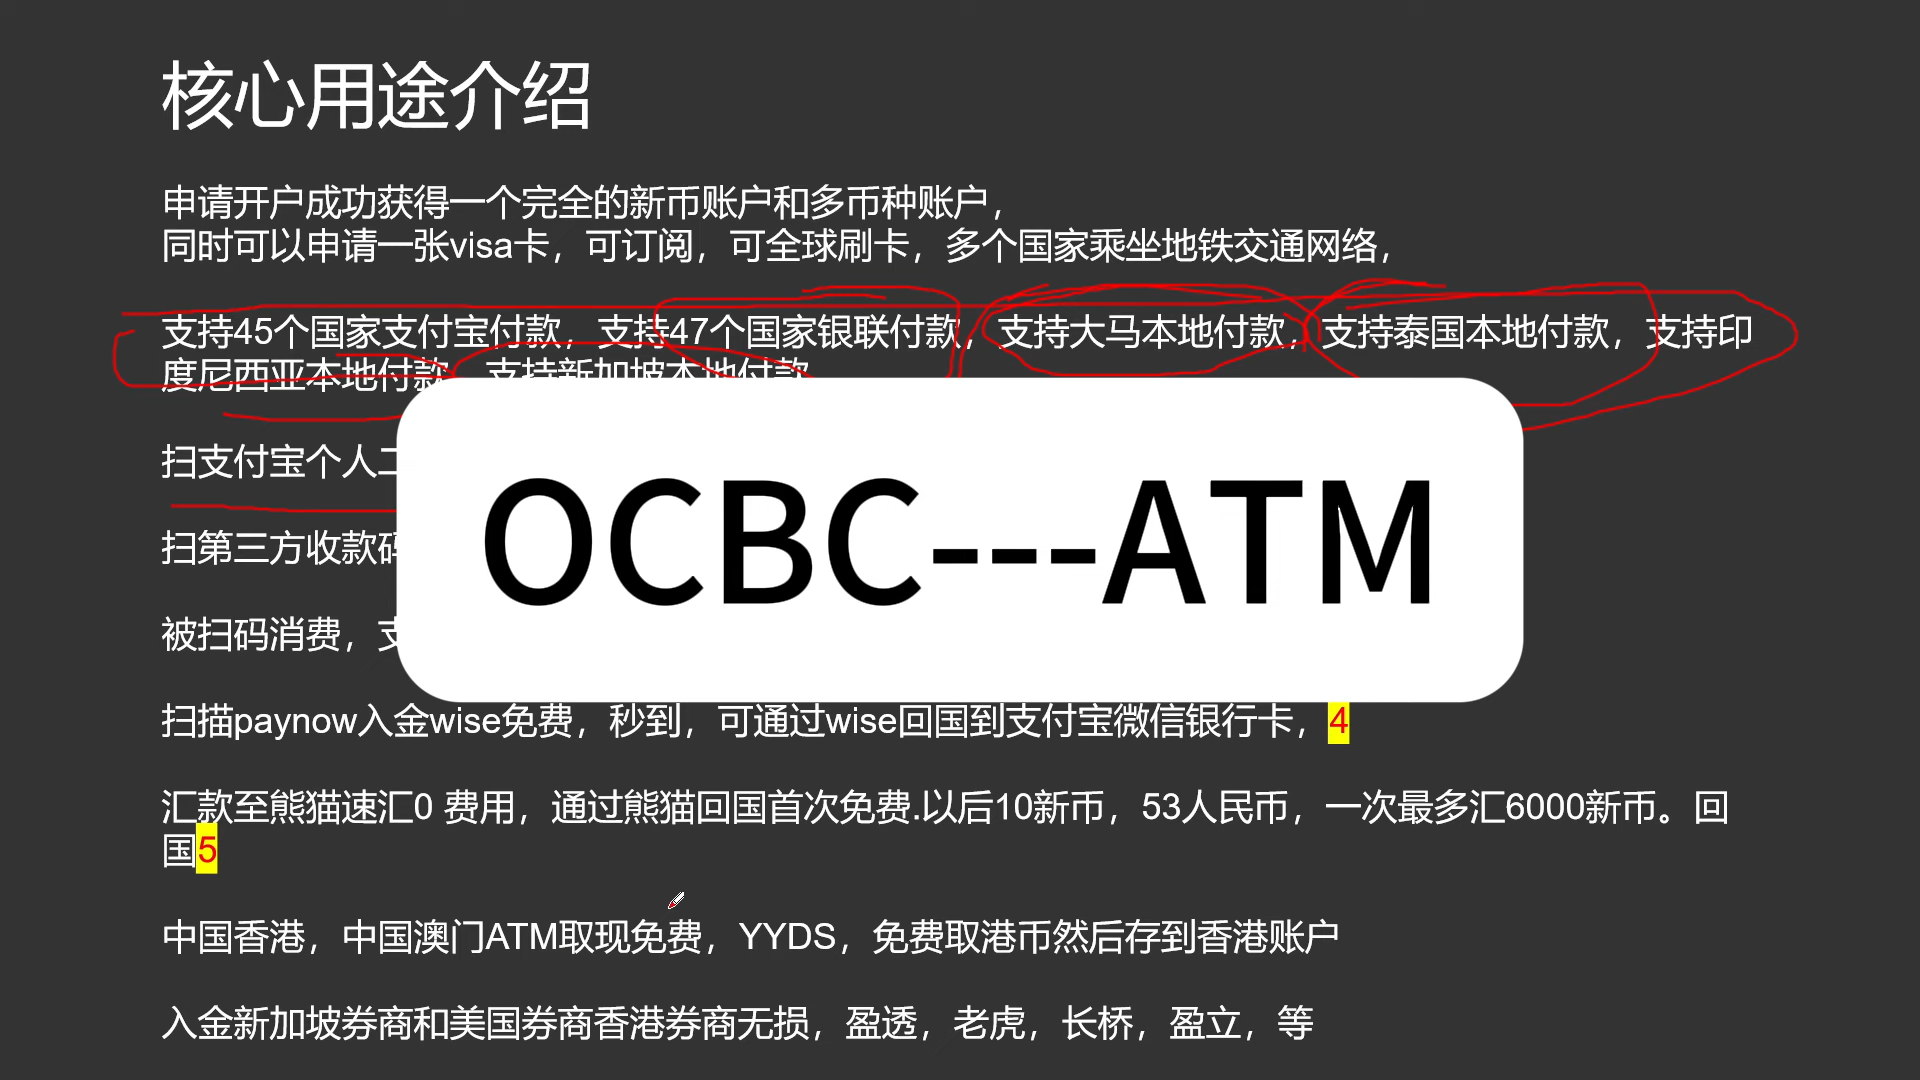 核心用途介绍
申请开户成功获得一个完全的新币账户和多币种账户，
同时可以申请一张visa卡，可订阅，可全球刷卡，多个国家乘坐地铁交通网络，
支持45个国家支付宝付款，支持47个国家银联付款，支持大马本地付款，支持泰国本地付款，支持印
度尼西亚本地付款，支持新加坡本地付款
扫支付宝个人二
扫第三方收款码
被扫码消费，支
OCBC---ATM
扫描paynow入金wise免费，秒到，可通过wise回国到支付宝微信银行卡，4
汇款至熊猫速汇0 费用，通过熊猫回国首次免费.以后10新币，53人民币，一次最多汇6000新币。回
国5
中国香港，中国澳门ATM取现免费，YYDS，免费取港币然后存到香港账户
入金新加坡券商和美国券商香港券商无损，盈透，老虎，长桥，盈立，等